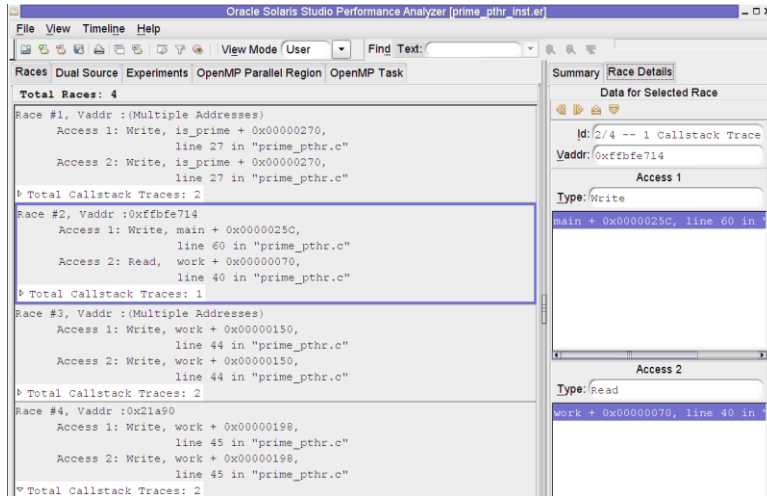 Oracle Solaris Studio Performance Analyzer [prime_pthr_inst.er]
File View Timeline Help
View Mode User Find Text:
Races Dual Source Experiments OpenMP Parallel Region OpenMP Task
Total Races: 4
Race #1, Vaddr :(Multiple Addresses)
Access 1: Write, is_prime + 0x00000270,
line 27 in "prime_pthr.c"
Access 2: Write, is_prime + 0x00000270,
line 27 in "prime_pthr.c"
Total Callstack Traces: 2
Race #2, Vaddr :0xffbfe714
Access 1: Write, main + 0x0000025C,
line 60 in "prime_pthr.c"
Access 2: Read, work + 0x00000070,
line 40 in "prime_pthr.c"
Total Callstack Traces: 1
Race #3, Vaddr :(Multiple Addresses)
Access 1: Write, work + 0x00000150,
line 44 in "prime_pthr.c"
Access 2: Write, work + 0x00000150,
line 44 in "prime_pthr.c"
Total Callstack Traces: 2
Race #4, Vaddr :0x21a90
Access 1: Write, work + 0x00000198,
line 45 in "prime_pthr.c"
Access 2: Write, work + 0x00000198,
line 45 in "prime_pthr.c"
Total Callstack Traces: 2
Summary Race Details
Data for Selected Race
Id: 2/4 -- 1 Callstack Trace
Vaddr: 0xffbfe714
Access 1
Type: Write
main + 0x0000025C, line 60 in "
Access 2
Type: Read
work + 0x00000070, line 40 in "